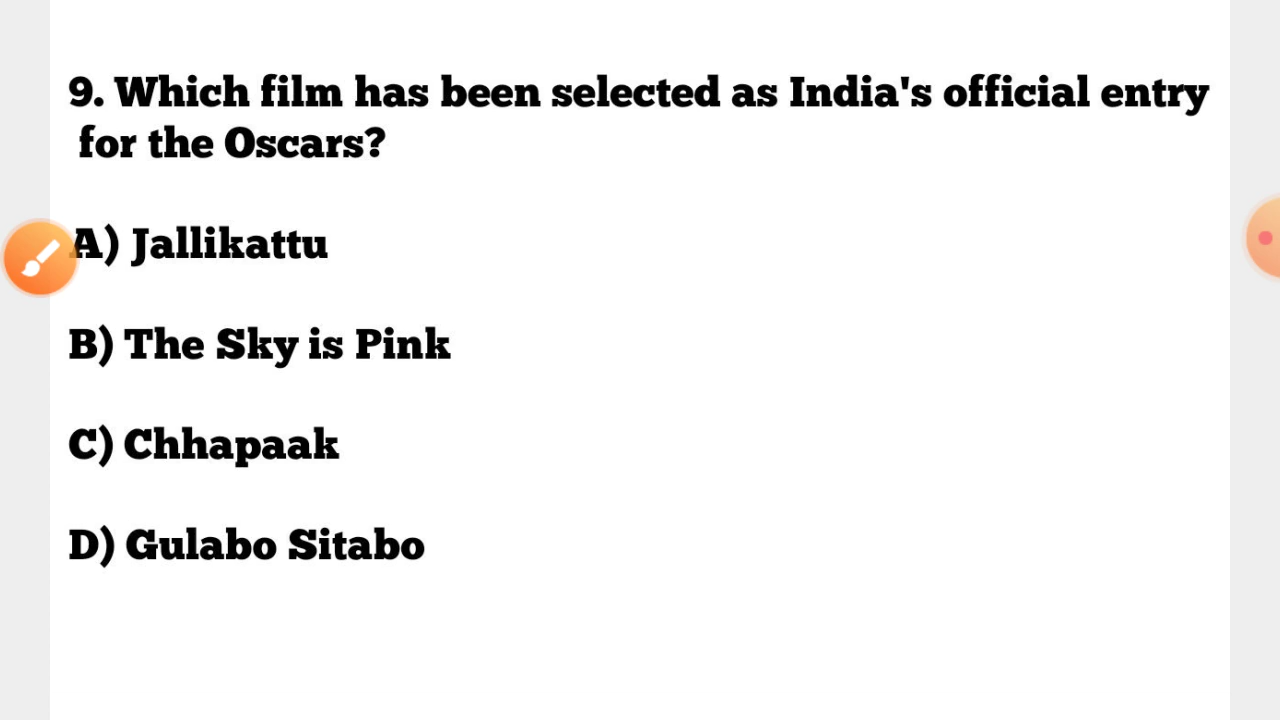 9. Which film has been selected as India's official entry
for the Oscars?
A) Jallikattu
B) The Sky is Pink
C) Chhapaak
D) Gulabo Sitabo